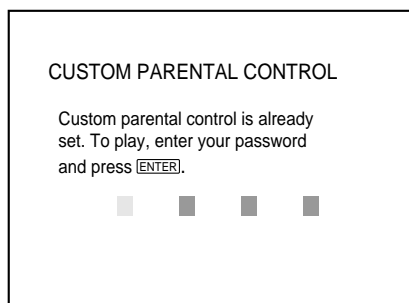 CUSTOM PARENTAL CONTROL
Custom parental control is already
set. To play, enter your password
and press ENTER.